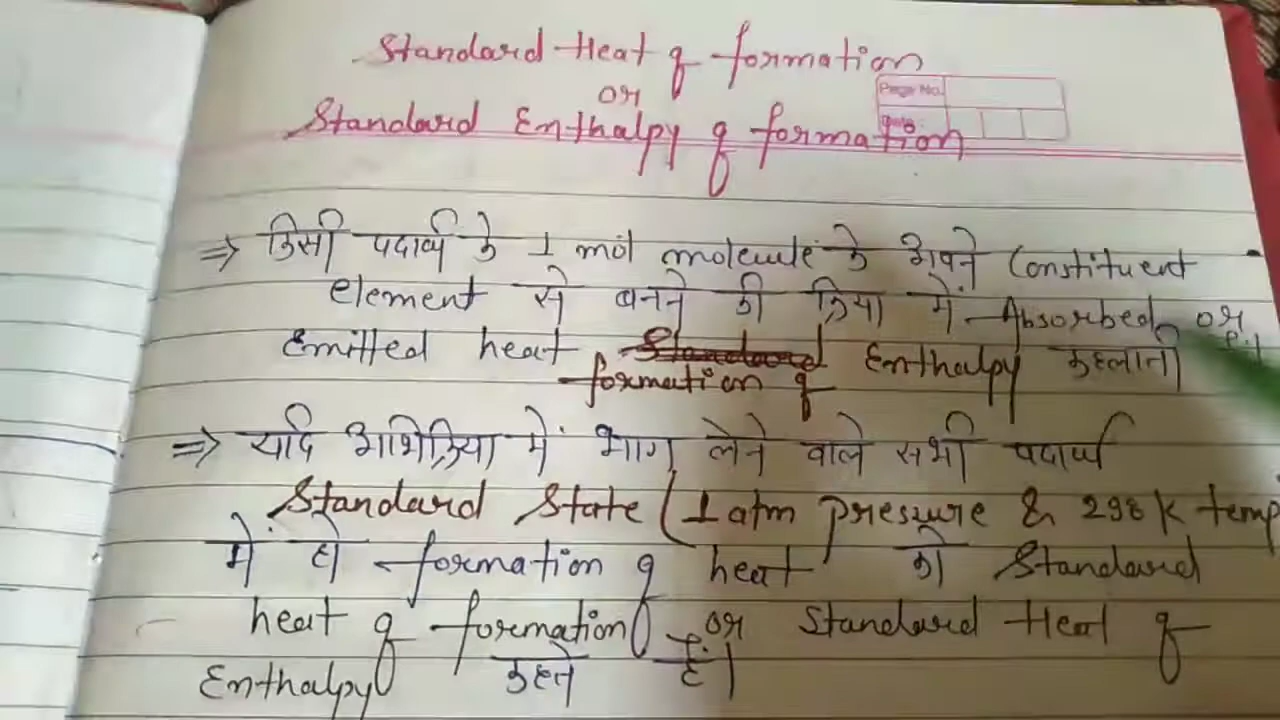 Standard Heat of formation
or
Page No.
Date
Standard Enthalpy of formation
⇒ किसी पदार्थ के 1 mol molecule के अपने Constituent
element से बनने की क्रिया में Absorbed or
Emitted heat Enthalpy कहलाती
formation of
⇒ यदि अभिक्रिया में भाग लेने वाले सभी पदार्थ
Standard State (1 atm pressure & 298 K temp
में हो formation of heat को Standard
heat of formation or Standard Heat of
Enthalpy कहते हैं।